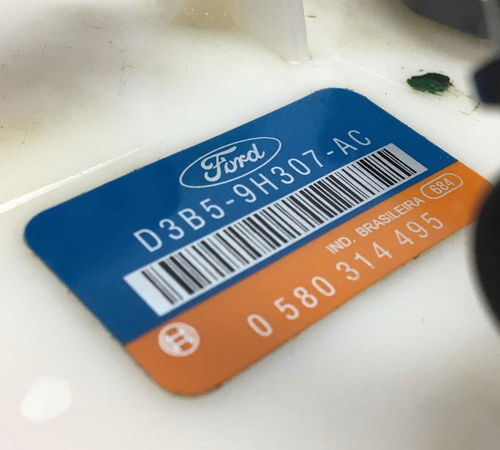 Ford
D3B5-9H307-AC
IND. BRASILEIRA 684
0 580 314 495